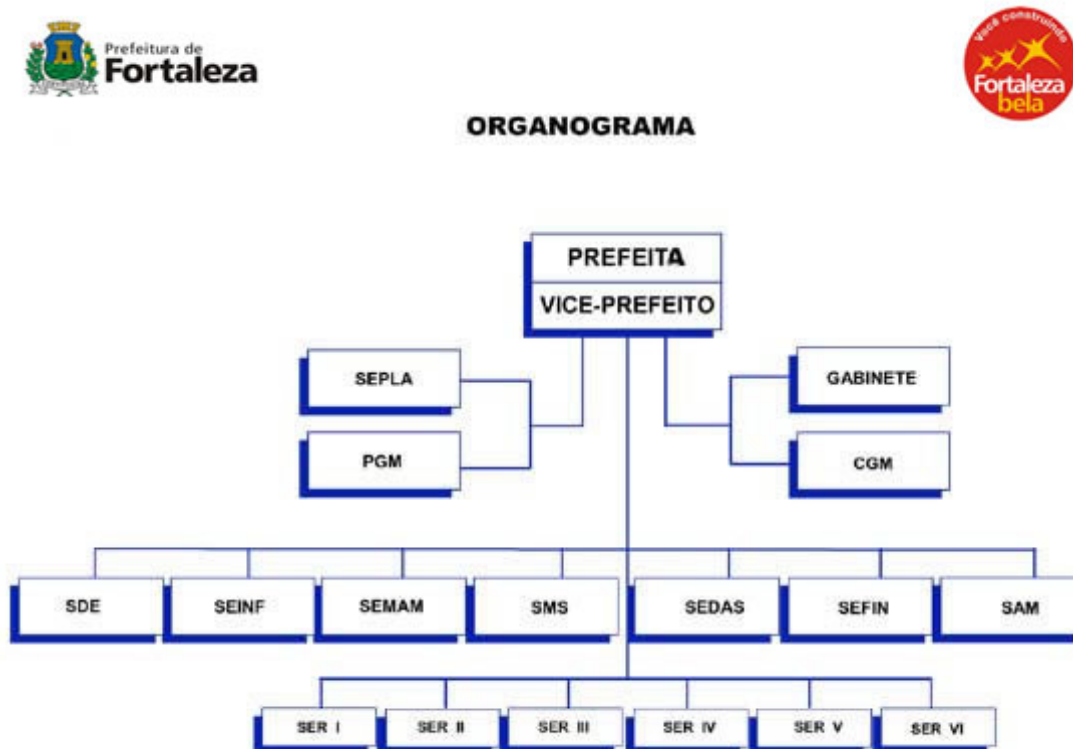 Prefeitura de
Fortaleza
Você construindo
Fortaleza
bela
ORGANOGRAMA
PREFEITA
VICE-PREFEITO
SEPLA
GABINETE
PGM
CGM
SDE
SEINF
SEMAM
SMS
SEDAS
SEFIN
SAM
SER I
SER II
SER III
SER IV
SER V
SER VI